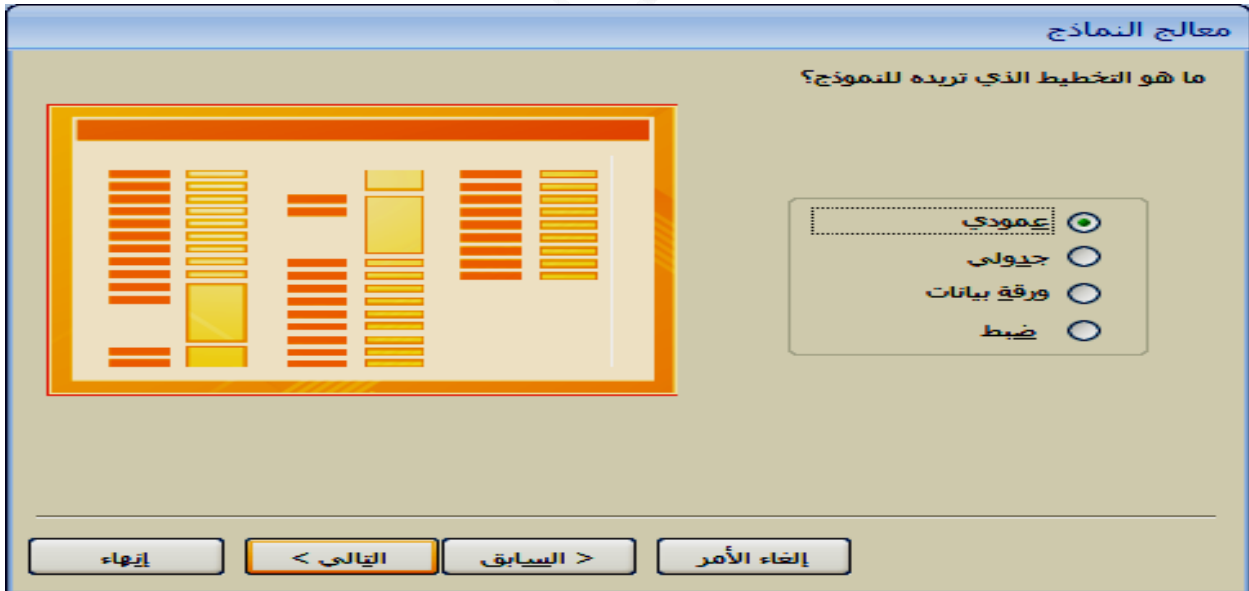 معالج النماذج
ما هو التخطيط الذي تريده للنموذج؟
عمودي
جدولي
ورقة بيانات
ضبط
إلغاء الأمر
< السابق
التالي >
إنهاء